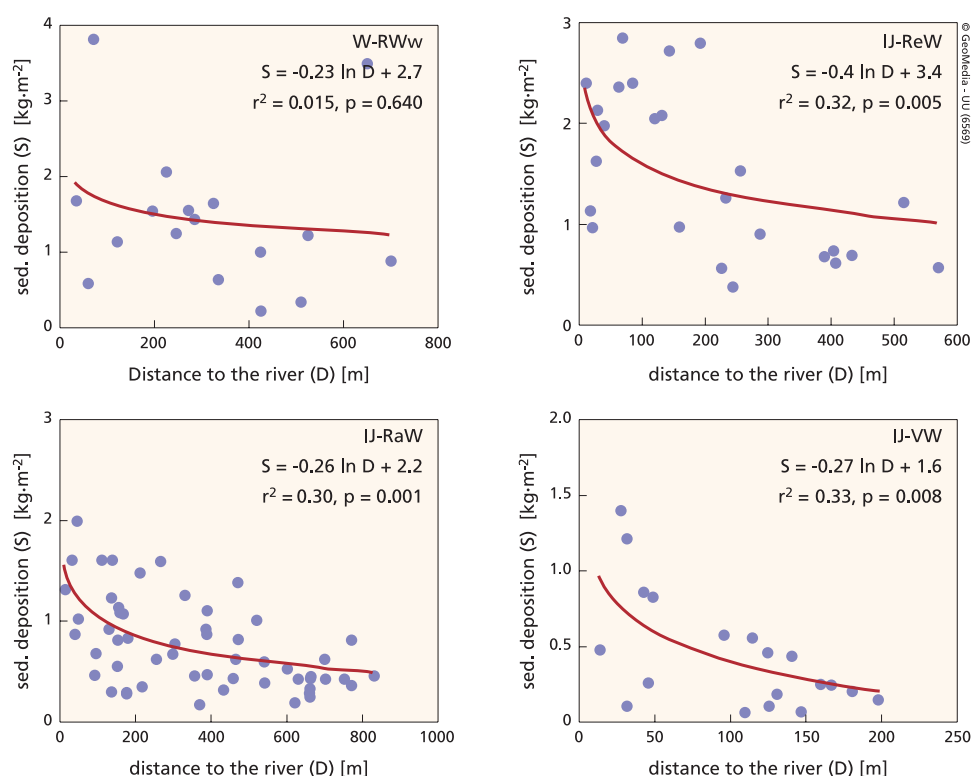 W-RWw
S = -0.23 ln D + 2.7
r² = 0.015, p = 0.640
sed. deposition (S) [kg·m⁻²]
4
3
2
1
0
0 200 400 600 800
Distance to the river (D) [m]
IJ-ReW
S = -0.4 ln D + 3.4
r² = 0.32, p = 0.005
sed. deposition (S) [kg·m⁻²]
3
2
1
0
0 100 200 300 400 500 600
distance to the river (D) [m]
© GeoMedia - UU (6569)
IJ-RaW
S = -0.26 ln D + 2.2
r² = 0.30, p = 0.001
sed. deposition (S) [kg·m⁻²]
3
2
1
0
0 200 400 600 800 1000
distance to the river (D) [m]
IJ-VW
S = -0.27 ln D + 1.6
r² = 0.33, p = 0.008
sed. deposition (S) [kg·m⁻²]
2.0
1.5
1.0
0.5
0
0 50 100 150 200 250
distance to the river (D) [m]